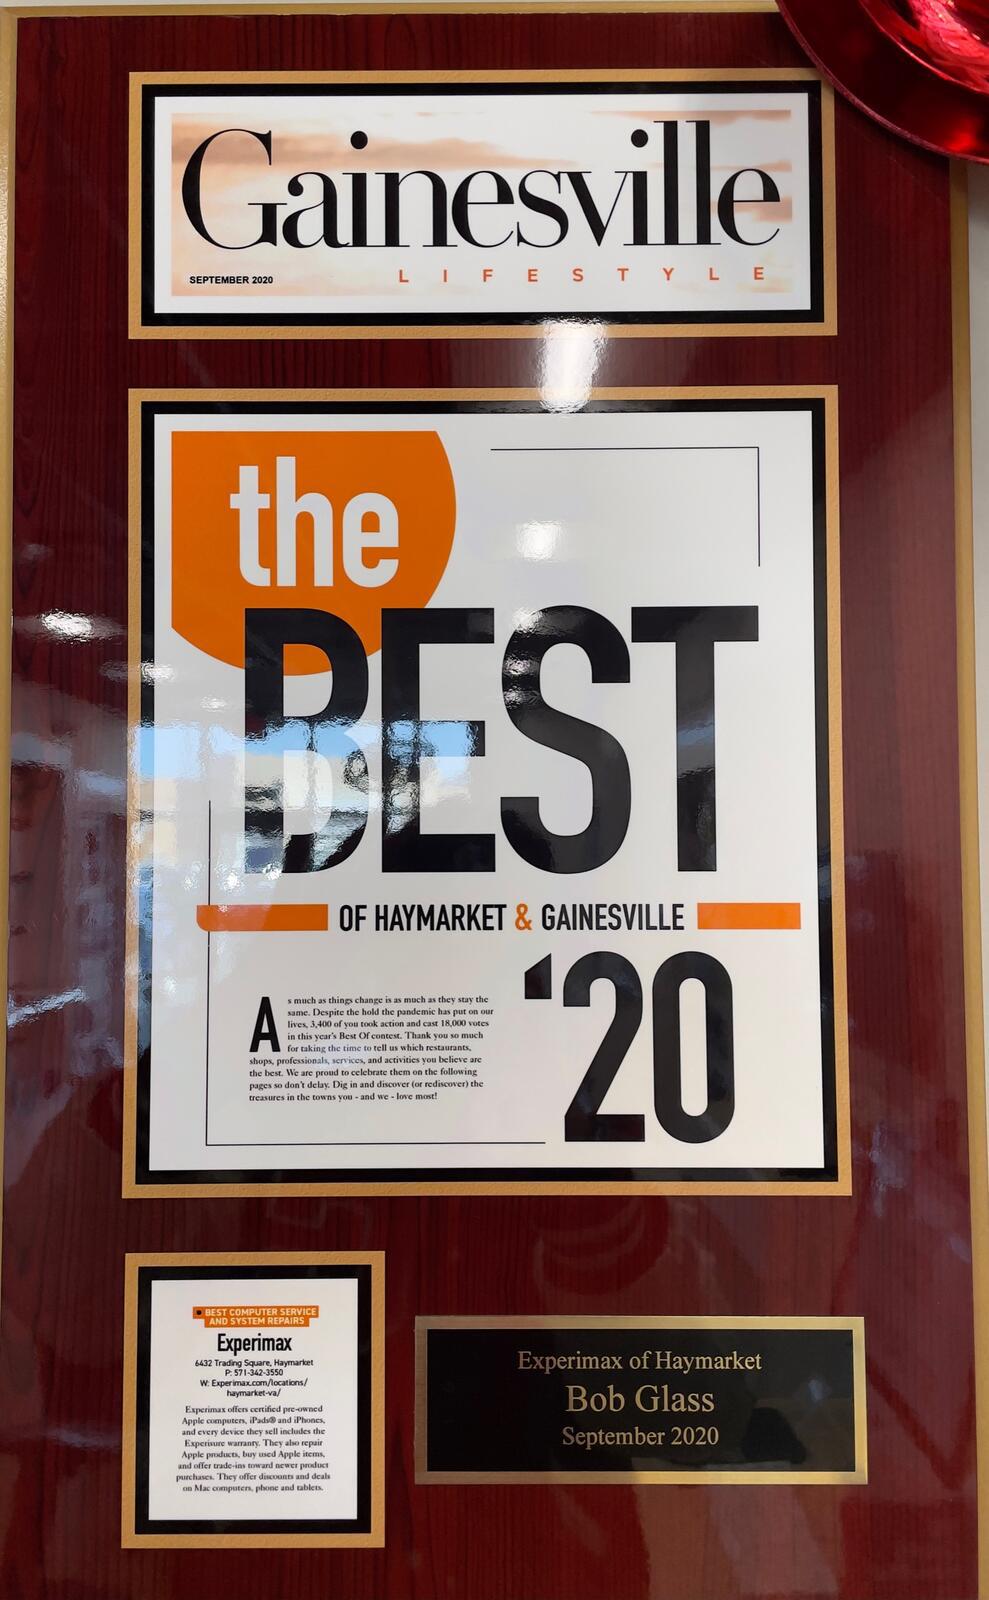 Gainesville
SEPTEMBER 2020
LIFESTYLE
the
BEST
OF HAYMARKET & GAINESVILLE
'20
As much as things change is as much as they stay the
same. Despite the hold the pandemic has put on our
lives, 3,400 of you took action and cast 18,000 votes
in this year's Best Of contest. Thank you so much
for taking the time to tell us which restaurants,
shops, professionals, services, and activities you believe are
the best. We are proud to celebrate them on the following
pages so don't delay. Dig in and discover (or rediscover) the
treasures in the towns you - and we - love most!
BEST COMPUTER SERVICE
AND SYSTEM REPAIRS
Experimax
6432 Trading Square, Haymarket
P: 571-342-3550
W: Experimax.com/locations/
haymarket-va/
Experimax offers certified pre-owned
Apple computers, iPads® and iPhones,
and every device they sell includes the
Experisure warranty. They also repair
Apple products, buy used Apple items,
and offer trade-ins toward newer product
purchases. They offer discounts and deals
on Mac computers, phone and tablets.
Experimax of Haymarket
Bob Glass
September 2020